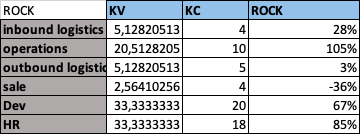 ROCK KV KC ROCK
inbound logistics 5,12820513 4 28%
operations 20,5128205 10 105%
outbound logistic 5,12820513 5 3%
sale 2,56410256 4 -36%
Dev 33,3333333 20 67%
HR 33,3333333 18 85%